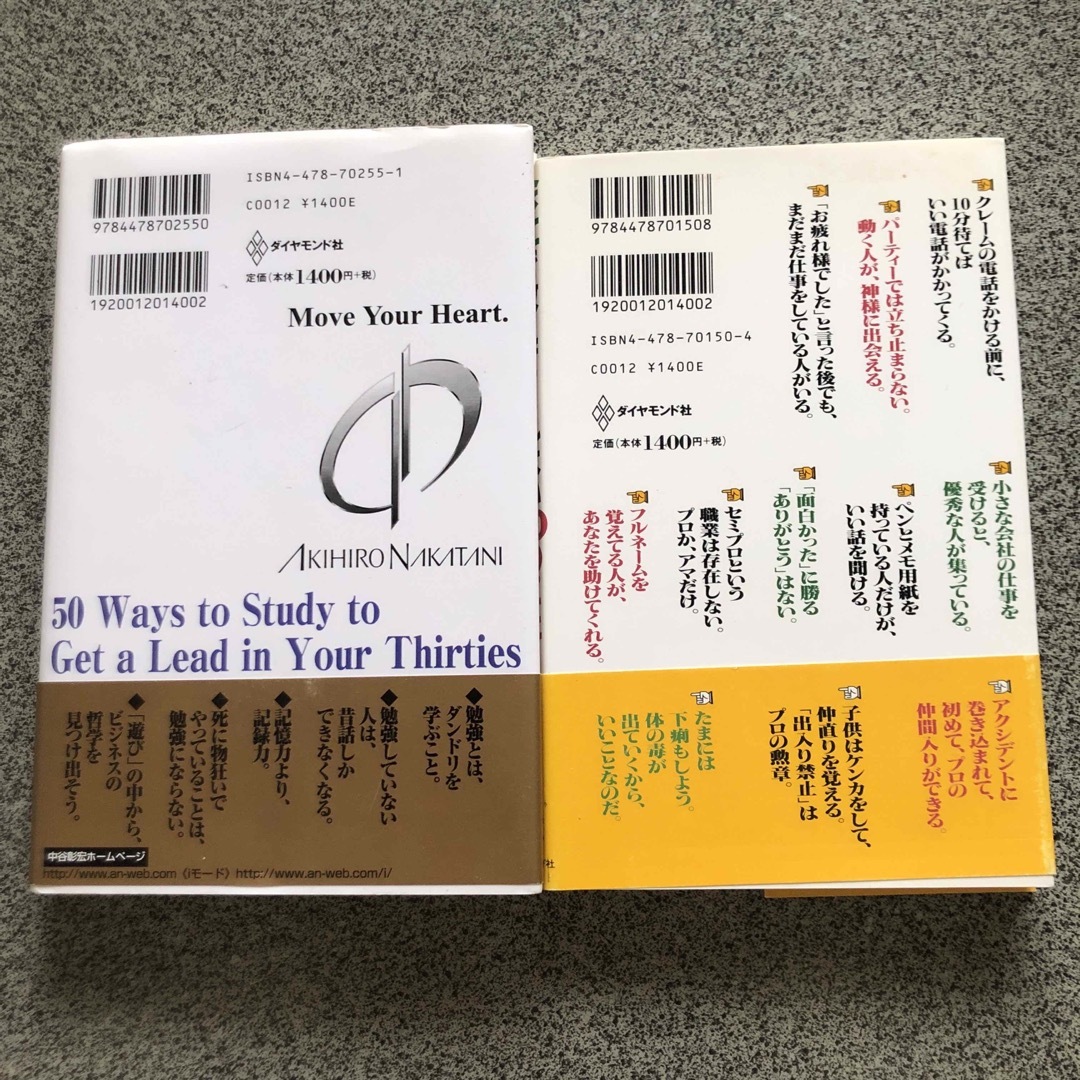 9784478702550
1920012014002
ISBN4-478-70255-1
C0012 ¥1400E
ダイヤモンド社
定価(本体1400円+税)
Move Your Heart.
AKIHIRO NAKATANI
50 Ways to Study to
Get a Lead in Your Thirties
◆勉強とは、
ダンドリを
学ぶこと。
◆勉強していない
人は、
昔話しか
できなくなる。
◆記憶力より、
記録力。
◆死に物狂いで
やっていることは、
勉強にならない。
◆「遊び」の中から、
ビジネスの
哲学を
見つけ出そう。
中谷彰宏ホームページ
http://www.an-web.com《iモード》http://www.an-web.com/i/
9784478701508
1920012014002
ISBN4-478-70150-4
C0012 ¥1400E
ダイヤモンド社
定価(本体1400円+税)
クレームの電話をかける前に、
10分待てば
いい電話がかかってくる。
パーティーでは立ち止まらない。
動く人が、神様に出会える。
「お疲れ様でした」と言った後でも、
まだまだ仕事をしている人がいる。
小さな会社の仕事を
受けると、
優秀な人が集っている。
ペンとメモ用紙を
持っている人だけが、
いい話を聞ける。
「面白かった」に勝る
「ありがとう」はない。
セミプロという
職業は存在しない。
プロか、アマだけ。
フルネームを
覚えてる人が、
あなたを助けてくれる。
アクシデントに
巻き込まれて、
初めて、プロの
仲間入りができる。
子供はケンカをして、
仲直りを覚える。
「出入り禁止」は
プロの勲章。
たまには
下痢もしよう。
体の毒が
出ていくから、
いいことなのだ。
社